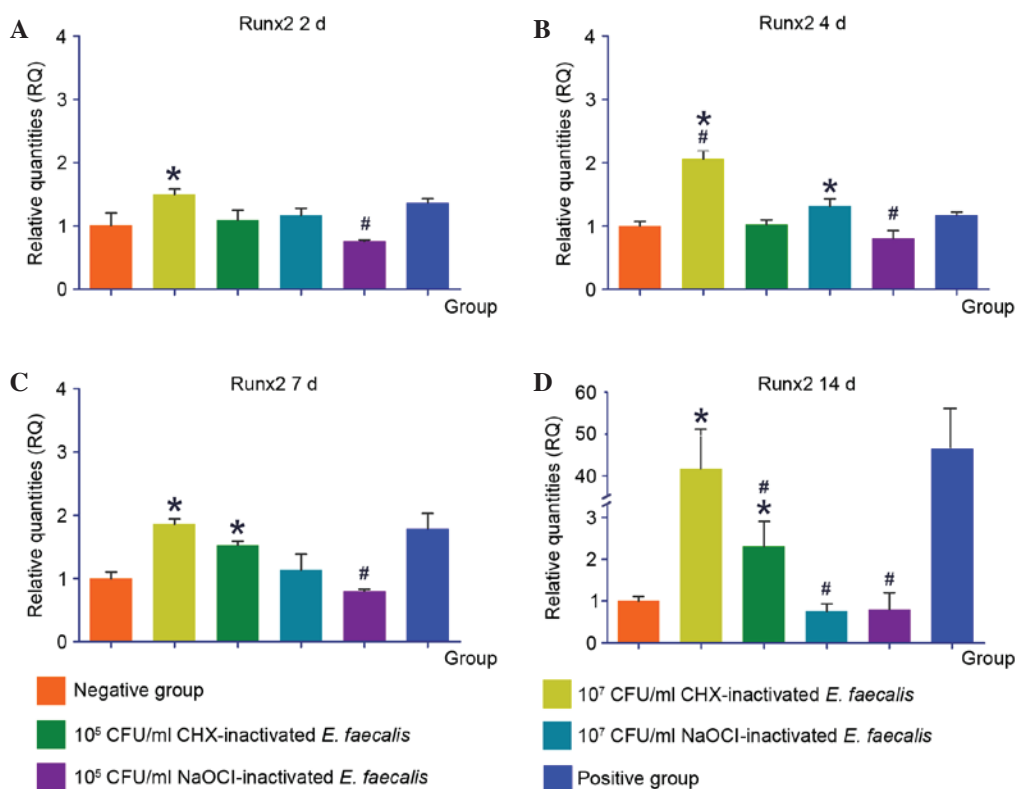 A
Runx2 2 d
Relative quantities (RQ)
4
3
2
1
0
*
#
Group
B
Runx2 4 d
Relative quantities (RQ)
4
3
2
1
0
*
#
*
#
Group
C
Runx2 7 d
Relative quantities (RQ)
4
3
2
1
0
*
*
#
Group
D
Runx2 14 d
Relative quantities (RQ)
60
50
40
3
2
1
0
*
#
*
#
#
Group
Negative group
10⁵ CFU/ml CHX-inactivated E. faecalis
10⁵ CFU/ml NaOCI-inactivated E. faecalis
10⁷ CFU/ml CHX-inactivated E. faecalis
10⁷ CFU/ml NaOCI-inactivated E. faecalis
Positive group